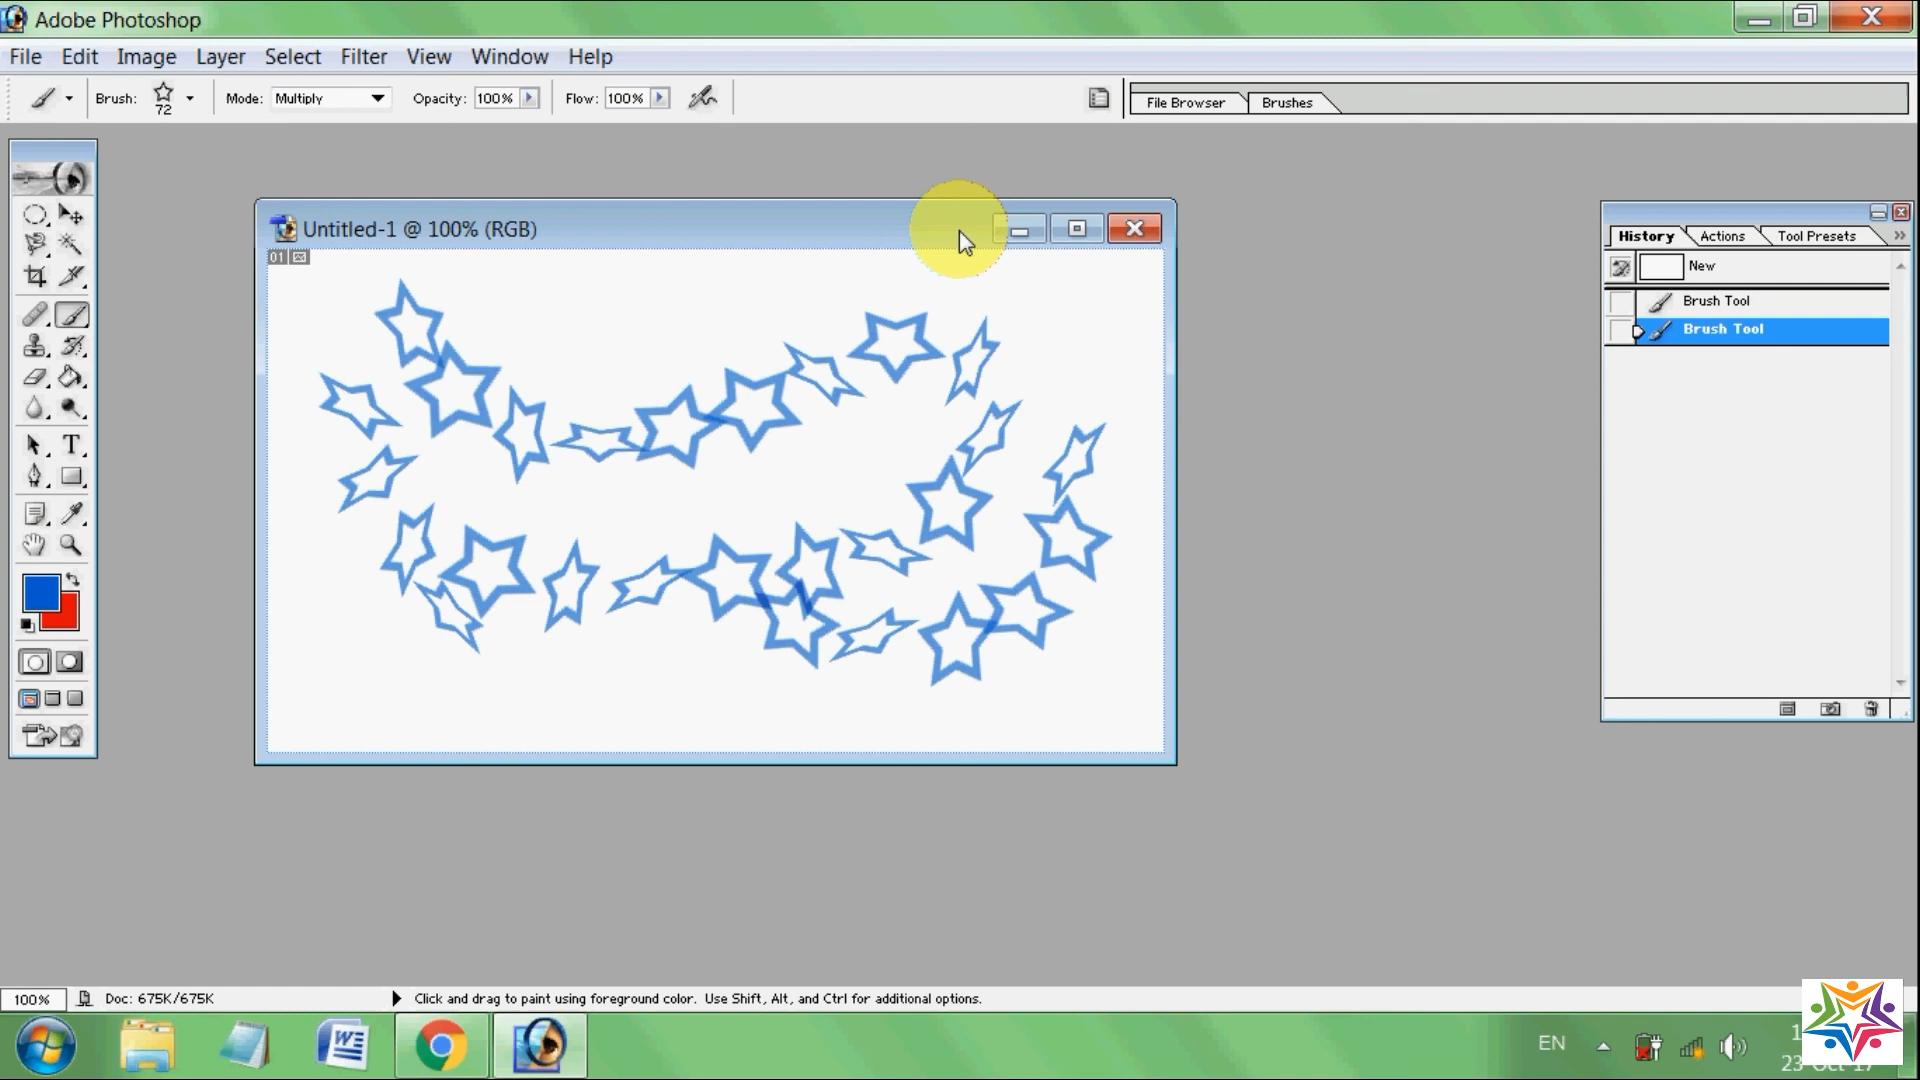 Adobe Photoshop
File Edit Image Layer Select Filter View Window Help
Brush: 72 Mode: Multiply Opacity: 100% Flow: 100% File Browser Brushes
Untitled-1 @ 100% (RGB)
01
History Actions Tool Presets
New
Brush Tool
Brush Tool
T
100% Doc: 675K/675K Click and drag to paint using foreground color. Use Shift, Alt, and Ctrl for additional options.
W
EN